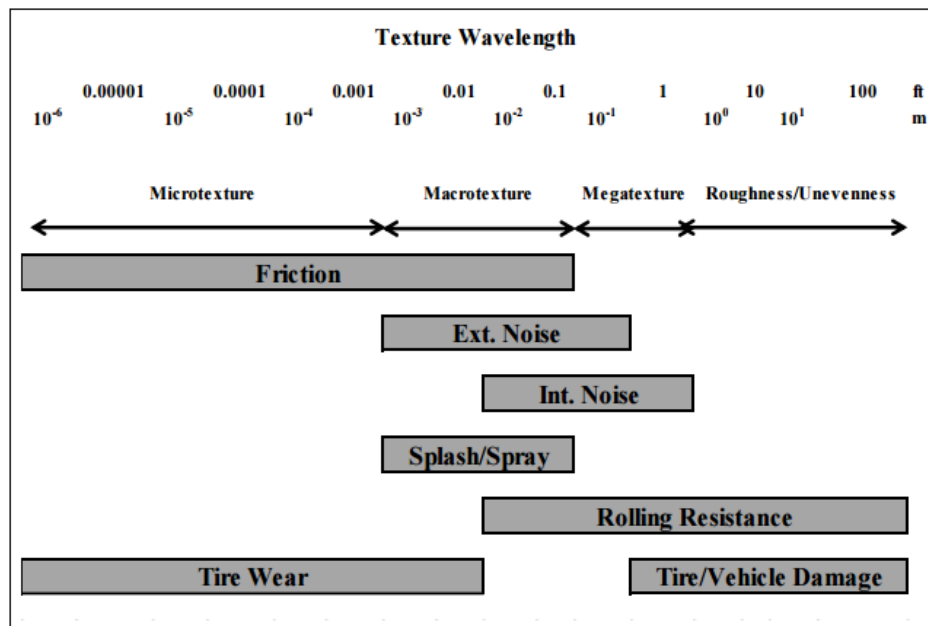 Texture Wavelength
0.00001 0.0001 0.001 0.01 0.1 1 10 100 ft
10⁻⁶ 10⁻⁵ 10⁻⁴ 10⁻³ 10⁻² 10⁻¹ 10⁰ 10¹ m
Microtexture Macrotexture Megatexture Roughness/Unevenness
Friction
Ext. Noise
Int. Noise
Splash/Spray
Rolling Resistance
Tire Wear Tire/Vehicle Damage